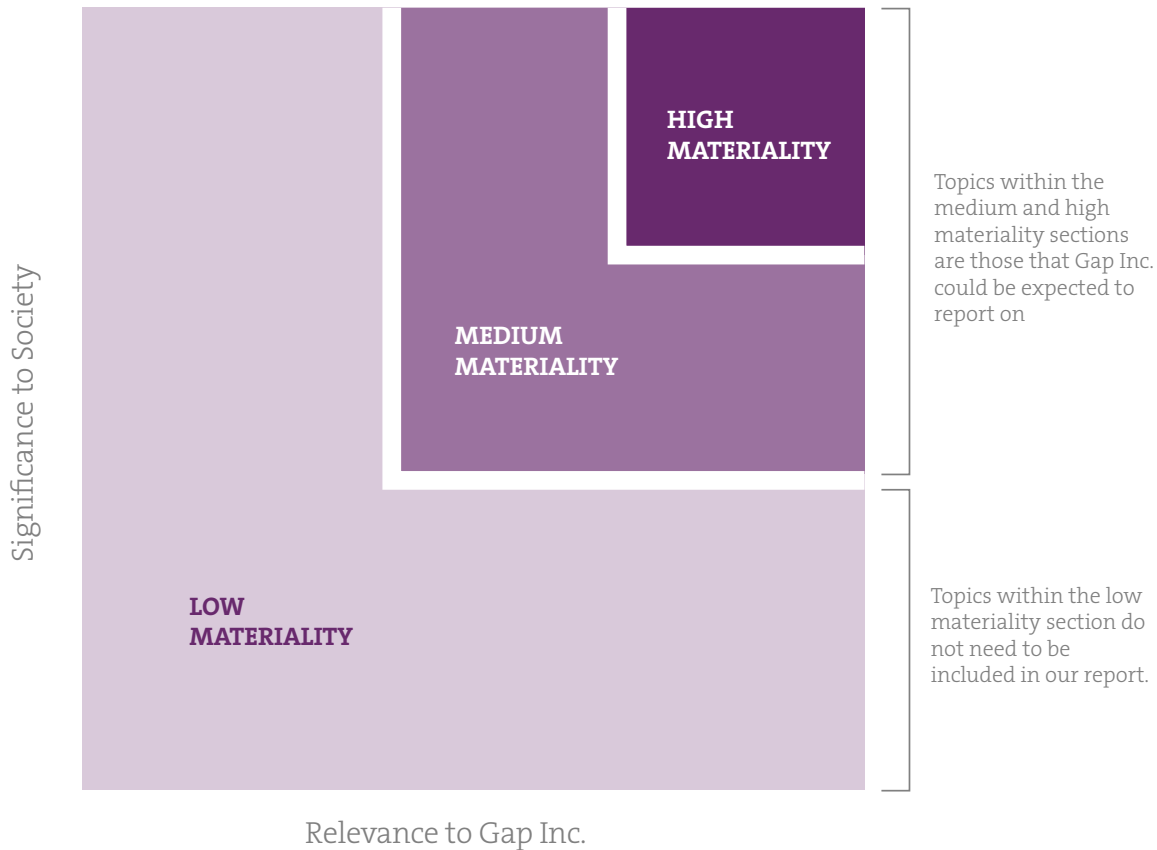 HIGH
MATERIALITY
Topics within the
medium and high
materiality sections
are those that Gap Inc.
could be expected to
report on
Significance to Society
MEDIUM
MATERIALITY
LOW
MATERIALITY
Topics within the low
materiality section do
not need to be
included in our report.
Relevance to Gap Inc.